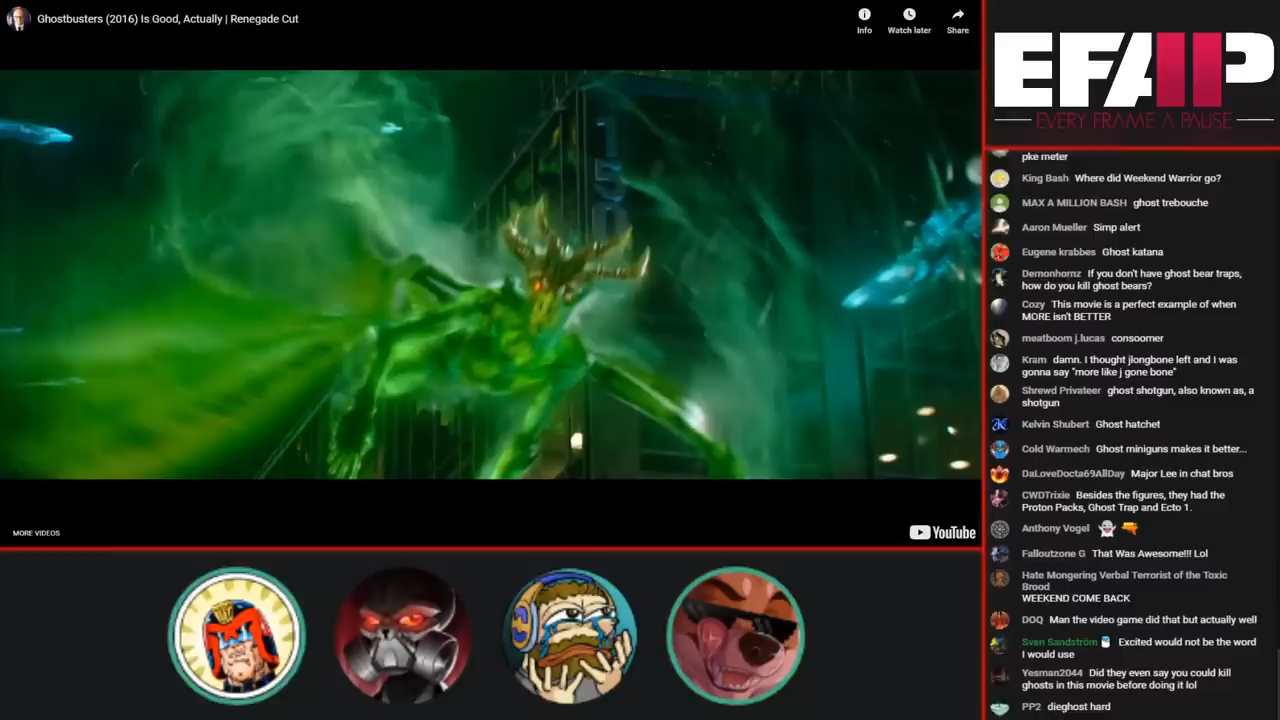 Ghostbusters (2016) Is Good, Actually | Renegade Cut
Info
Watch later
Share
150
MORE VIDEOS
YouTube
EFAP
EVERY FRAME A PAUSE
pke meter
King Bash Where did Weekend Warrior go?
MAX A MILLION BASH ghost trebouche
Aaron Mueller Simp alert
Eugene krabbes Ghost katana
Demonhornz If you don't have ghost bear traps,
how do you kill ghost bears?
Cozy This movie is a perfect example of when
MORE isn't BETTER
meatboom j.lucas consoomer
Kram damn. I thought jlongbone left and I was
gonna say "more like j gone bone"
Shrewd Privateer ghost shotgun, also known as, a
shotgun
Kelvin Shubert Ghost hatchet
Cold Warmech Ghost miniguns makes it better...
DaLoveDocta69AllDay Major Lee in chat bros
CWDTrixie Besides the figures, they had the
Proton Packs, Ghost Trap and Ecto 1.
Anthony Vogel 👻 🔫
Falloutzone G That Was Awesome!!! Lol
Hate Mongering Verbal Terrorist of the Toxic
Brood
WEEKEND COME BACK
DOQ Man the video game did that but actually well
Sven Sandström Excited would not be the word
I would use
Yesman2044 Did they even say you could kill
ghosts in this movie before doing it lol
PP2 dieghost hard